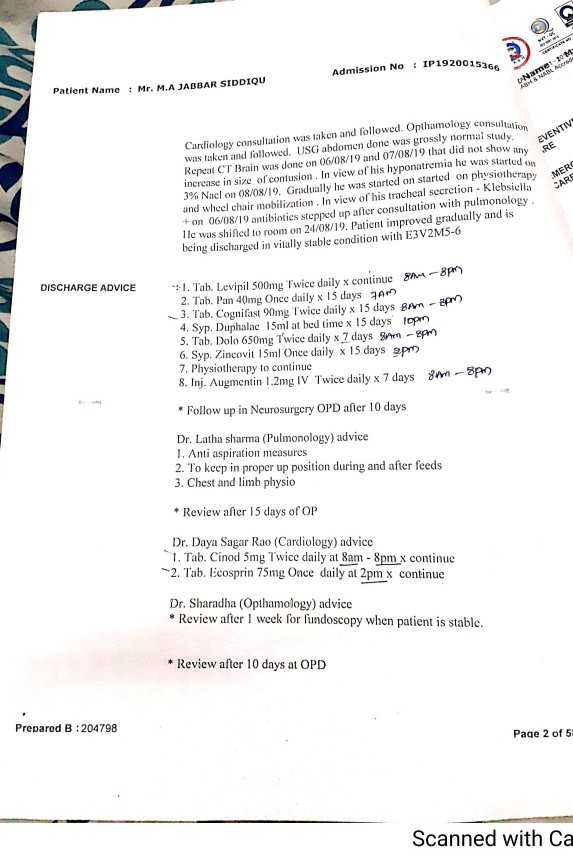 Patient Name : Mr. M.A JABBAR SIDDIQU
Admission No : IP1920015366
Cardiology consultation was taken and followed. Opthamology consultation
was taken and followed. USG abdomen done was grossly normal study.
Repeat CT Brain was done on 06/08/19 and 07/08/19 that did not show any
increase in size of contusion . In view of his hyponatremia he was started on
3% Nacl on 08/08/19. Gradually he was started on started on physiotherapy
and wheel chair mobilization . In view of his tracheal secretion - Klebsiella
+ on 06/08/19 antibiotics stepped up after consultation with pulmonology .
He was shifted to room on 24/08/19. Patient improved gradually and is
being discharged in vitally stable condition with E3V2M5-6
DISCHARGE ADVICE
1. Tab. Levipil 500mg Twice daily x continue 8AM - 8PM
2. Tab. Pan 40mg Once daily x 15 days 7AM
3. Tab. Cognifast 90mg Twice daily x 15 days 8AM - 8PM
4. Syp. Duphalac 15ml at bed time x 15 days 10PM
5. Tab. Dolo 650mg Twice daily x 7 days 8AM - 8PM
6. Syp. Zincovit 15ml Once daily x 15 days 2PM
7. Physiotherapy to continue
8. Inj. Augmentin 1.2mg IV Twice daily x 7 days 8AM - 8PM
* Follow up in Neurosurgery OPD after 10 days
Dr. Latha sharma (Pulmonology) advice
1. Anti aspiration measures
2. To keep in proper up position during and after feeds
3. Chest and limb physio
* Review after 15 days of OP
Dr. Daya Sagar Rao (Cardiology) advice
1. Tab. Cinod 5mg Twice daily at 8am - 8pm x continue
2. Tab. Ecosprin 75mg Once daily at 2pm x continue
Dr. Sharadha (Opthamology) advice
* Review after 1 week for fundoscopy when patient is stable.
* Review after 10 days at OPD
Prepared B : 204798
Page 2 of 5
Scanned with Ca
Name:
ABH & NABL Accred
EVENTIV
RE
MERG
CARE